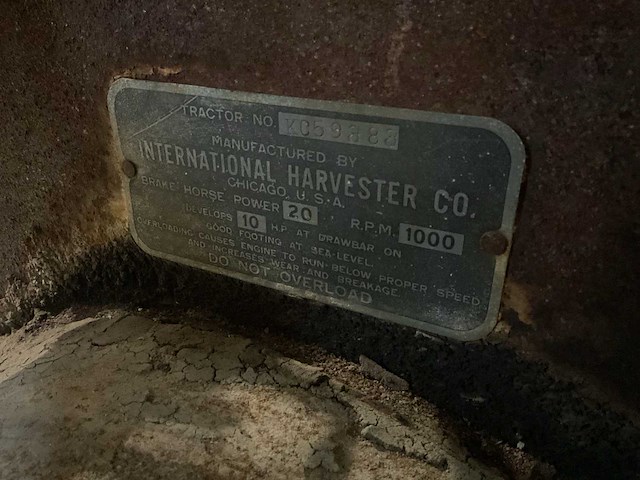 TRACTOR NO KC59883
MANUFACTURED BY
INTERNATIONAL HARVESTER CO.
CHICAGO, U.S.A.
BRAKE HORSE POWER 20 R.P.M. 1000
DEVELOPS 10 H.P. AT DRAWBAR ON
GOOD FOOTING AT SEA-LEVEL.
OVERLOADING CAUSES ENGINE TO RUN BELOW PROPER SPEED
AND INCREASES WEAR AND BREAKAGE.
DO NOT OVERLOAD